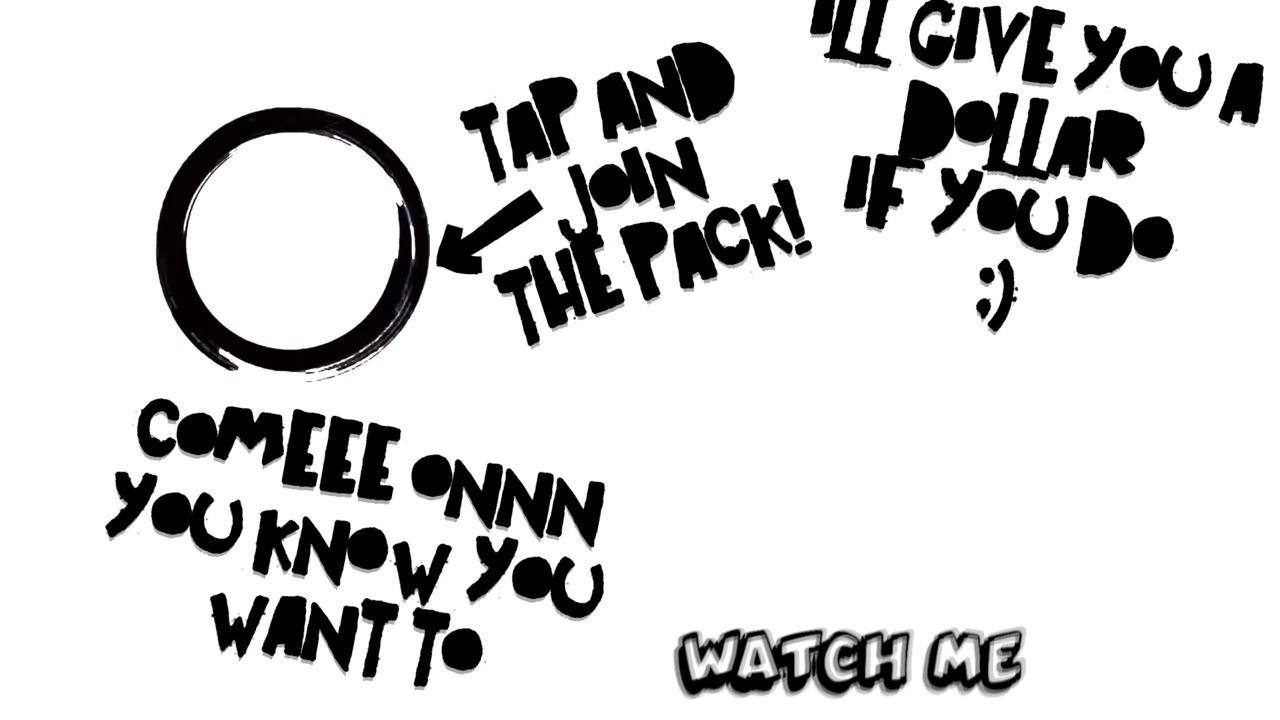 TAP AND
JOIN
THE PACK!
I'LL GIVE YOU A
DOLLAR
IF YOU DO
:)
COMEEE ONNN
YOU KNOW YOU
WANT TO
WATCH ME